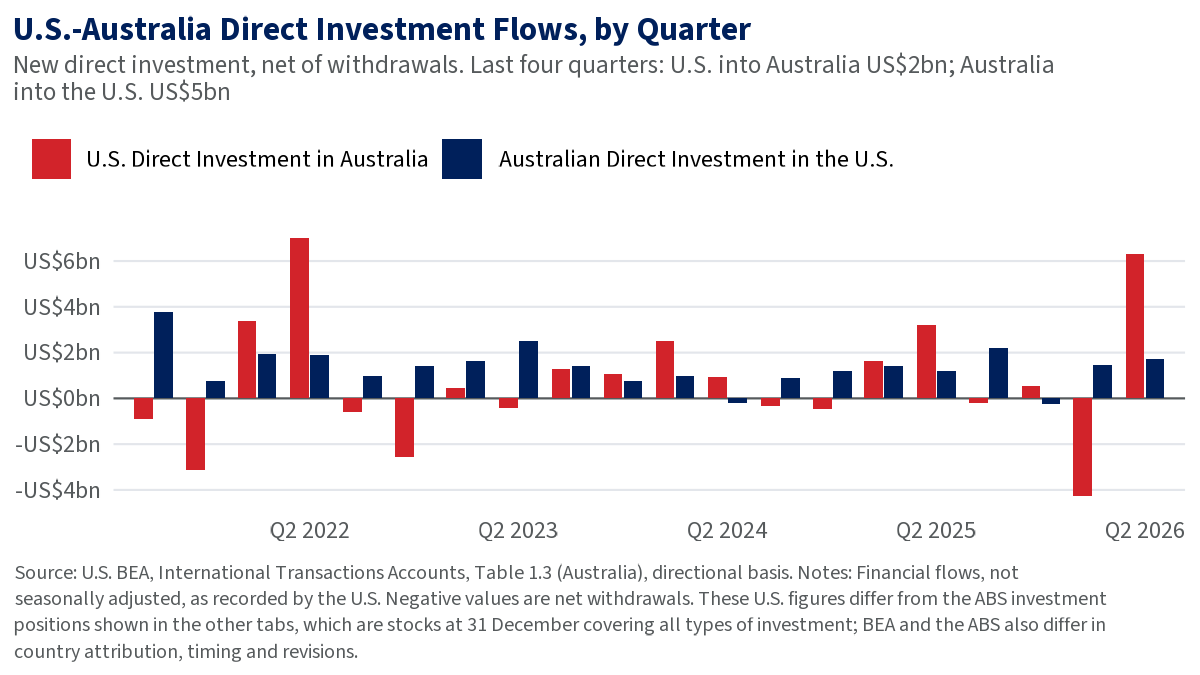 U.S.-Australia Direct Investment Flows, by Quarter
New direct investment, net of withdrawals. Last four quarters: U.S. into Australia US$2bn; Australia
into the U.S. US$5bn
U.S. Direct Investment in Australia
Australian Direct Investment in the U.S.
US$6bn
US$4bn
US$2bn
US$0bn
-US$2bn
-US$4bn
Q2 2022
Q2 2023
Q2 2024
Q2 2025
Q2 2026
Source: U.S. BEA, International Transactions Accounts, Table 1.3 (Australia), directional basis. Notes: Financial flows, not
seasonally adjusted, as recorded by the U.S. Negative values are net withdrawals. These U.S. figures differ from the ABS investment
positions shown in the other tabs, which are stocks at 31 December covering all types of investment; BEA and the ABS also differ in
country attribution, timing and revisions.